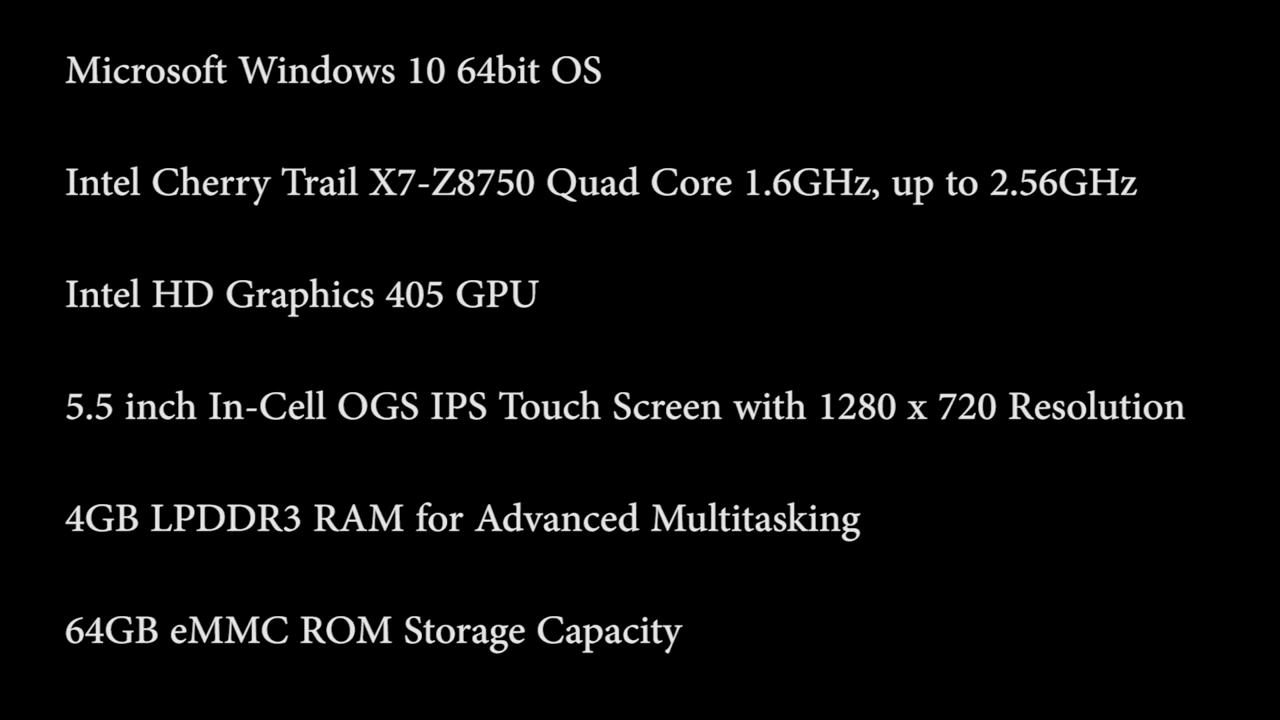 Microsoft Windows 10 64bit OS
Intel Cherry Trail X7-Z8750 Quad Core 1.6GHz, up to 2.56GHz
Intel HD Graphics 405 GPU
5.5 inch In-Cell OGS IPS Touch Screen with 1280 x 720 Resolution
4GB LPDDR3 RAM for Advanced Multitasking
64GB eMMC ROM Storage Capacity